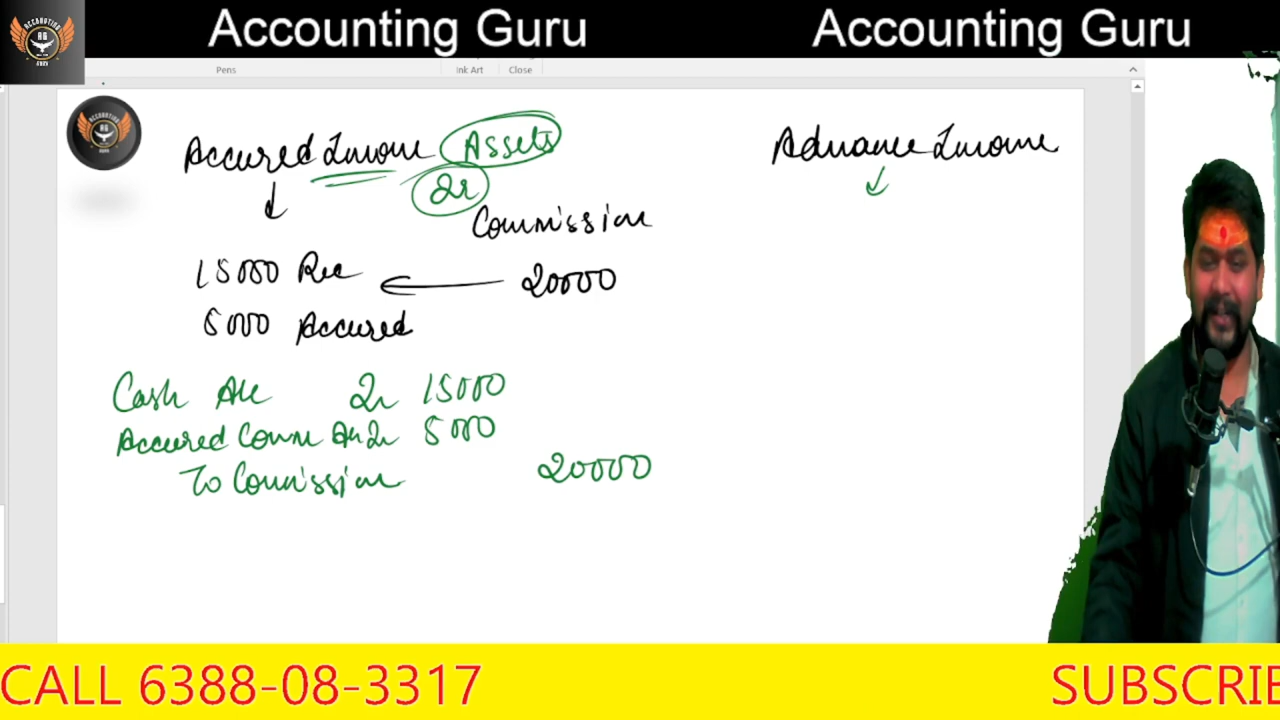 Accounting Guru
Accounting Guru
Pens
Ink Art
Close
Accured Income Assets
Dr
Advance Income
Commission
15000 Rec
20000
5000 Accured
Cash A/c Dr 15000
Accured Comm A/c Dr 5000
To Commission 20000
CALL 6388-08-3317
SUBSCRIE